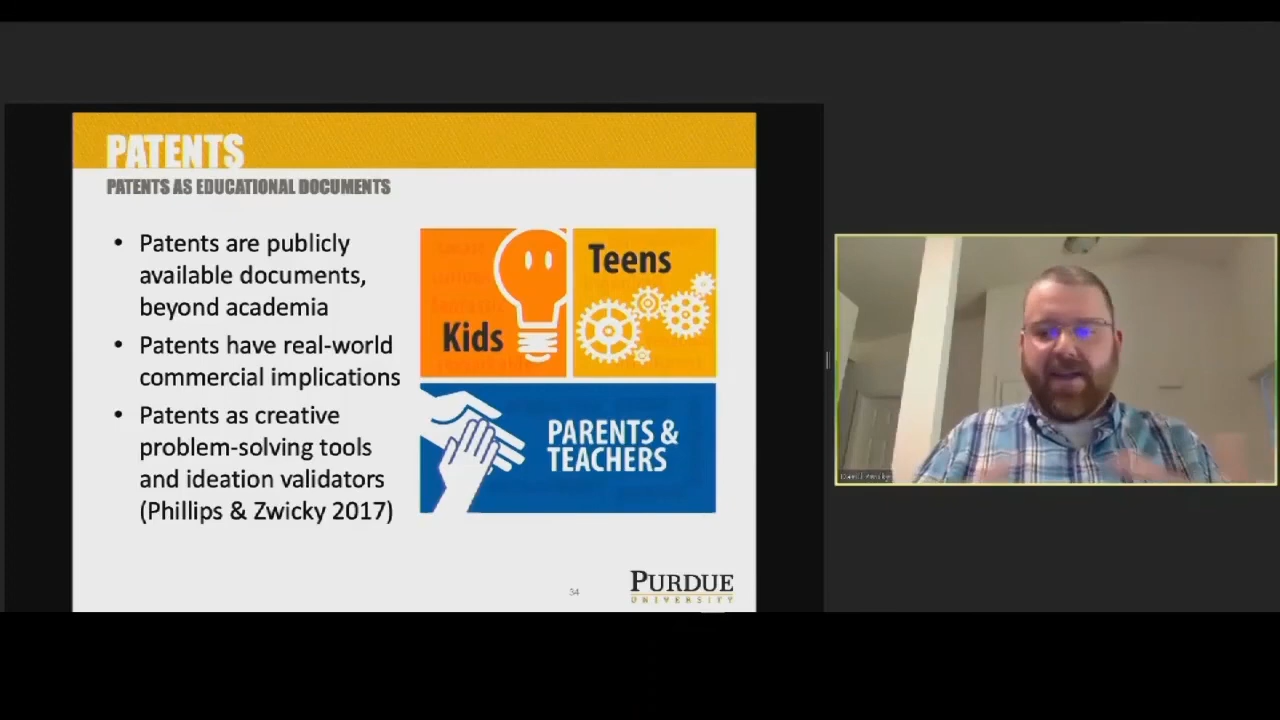 PATENTS
PATENTS AS EDUCATIONAL DOCUMENTS
• Patents are publicly
available documents,
beyond academia
• Patents have real-world
commercial implications
• Patents as creative
problem-solving tools
and ideation validators
(Phillips & Zwicky 2017)
Kids
Teens
PARENTS &
TEACHERS
34
PURDUE
UNIVERSITY